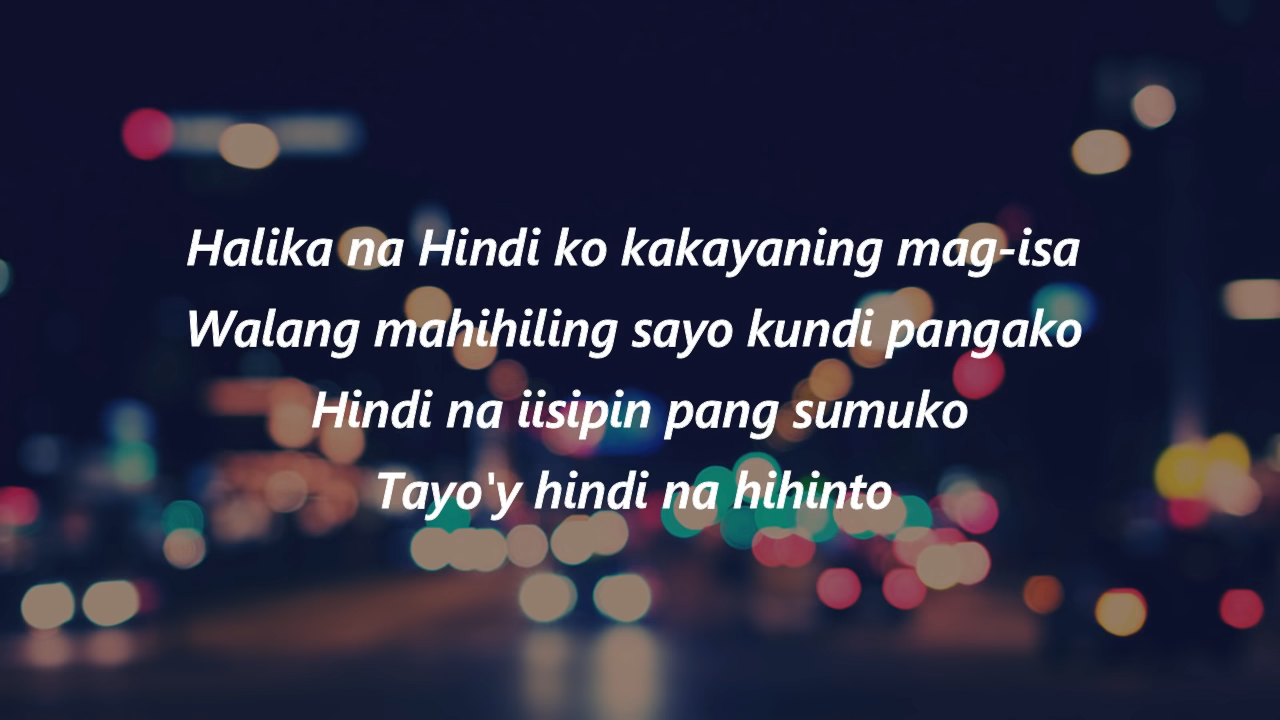 Halika na Hindi ko kakayaning mag-isa
Walang mahihiling sayo kundi pangako
Hindi na iisipin pang sumuko
Tayo'y hindi na hihinto